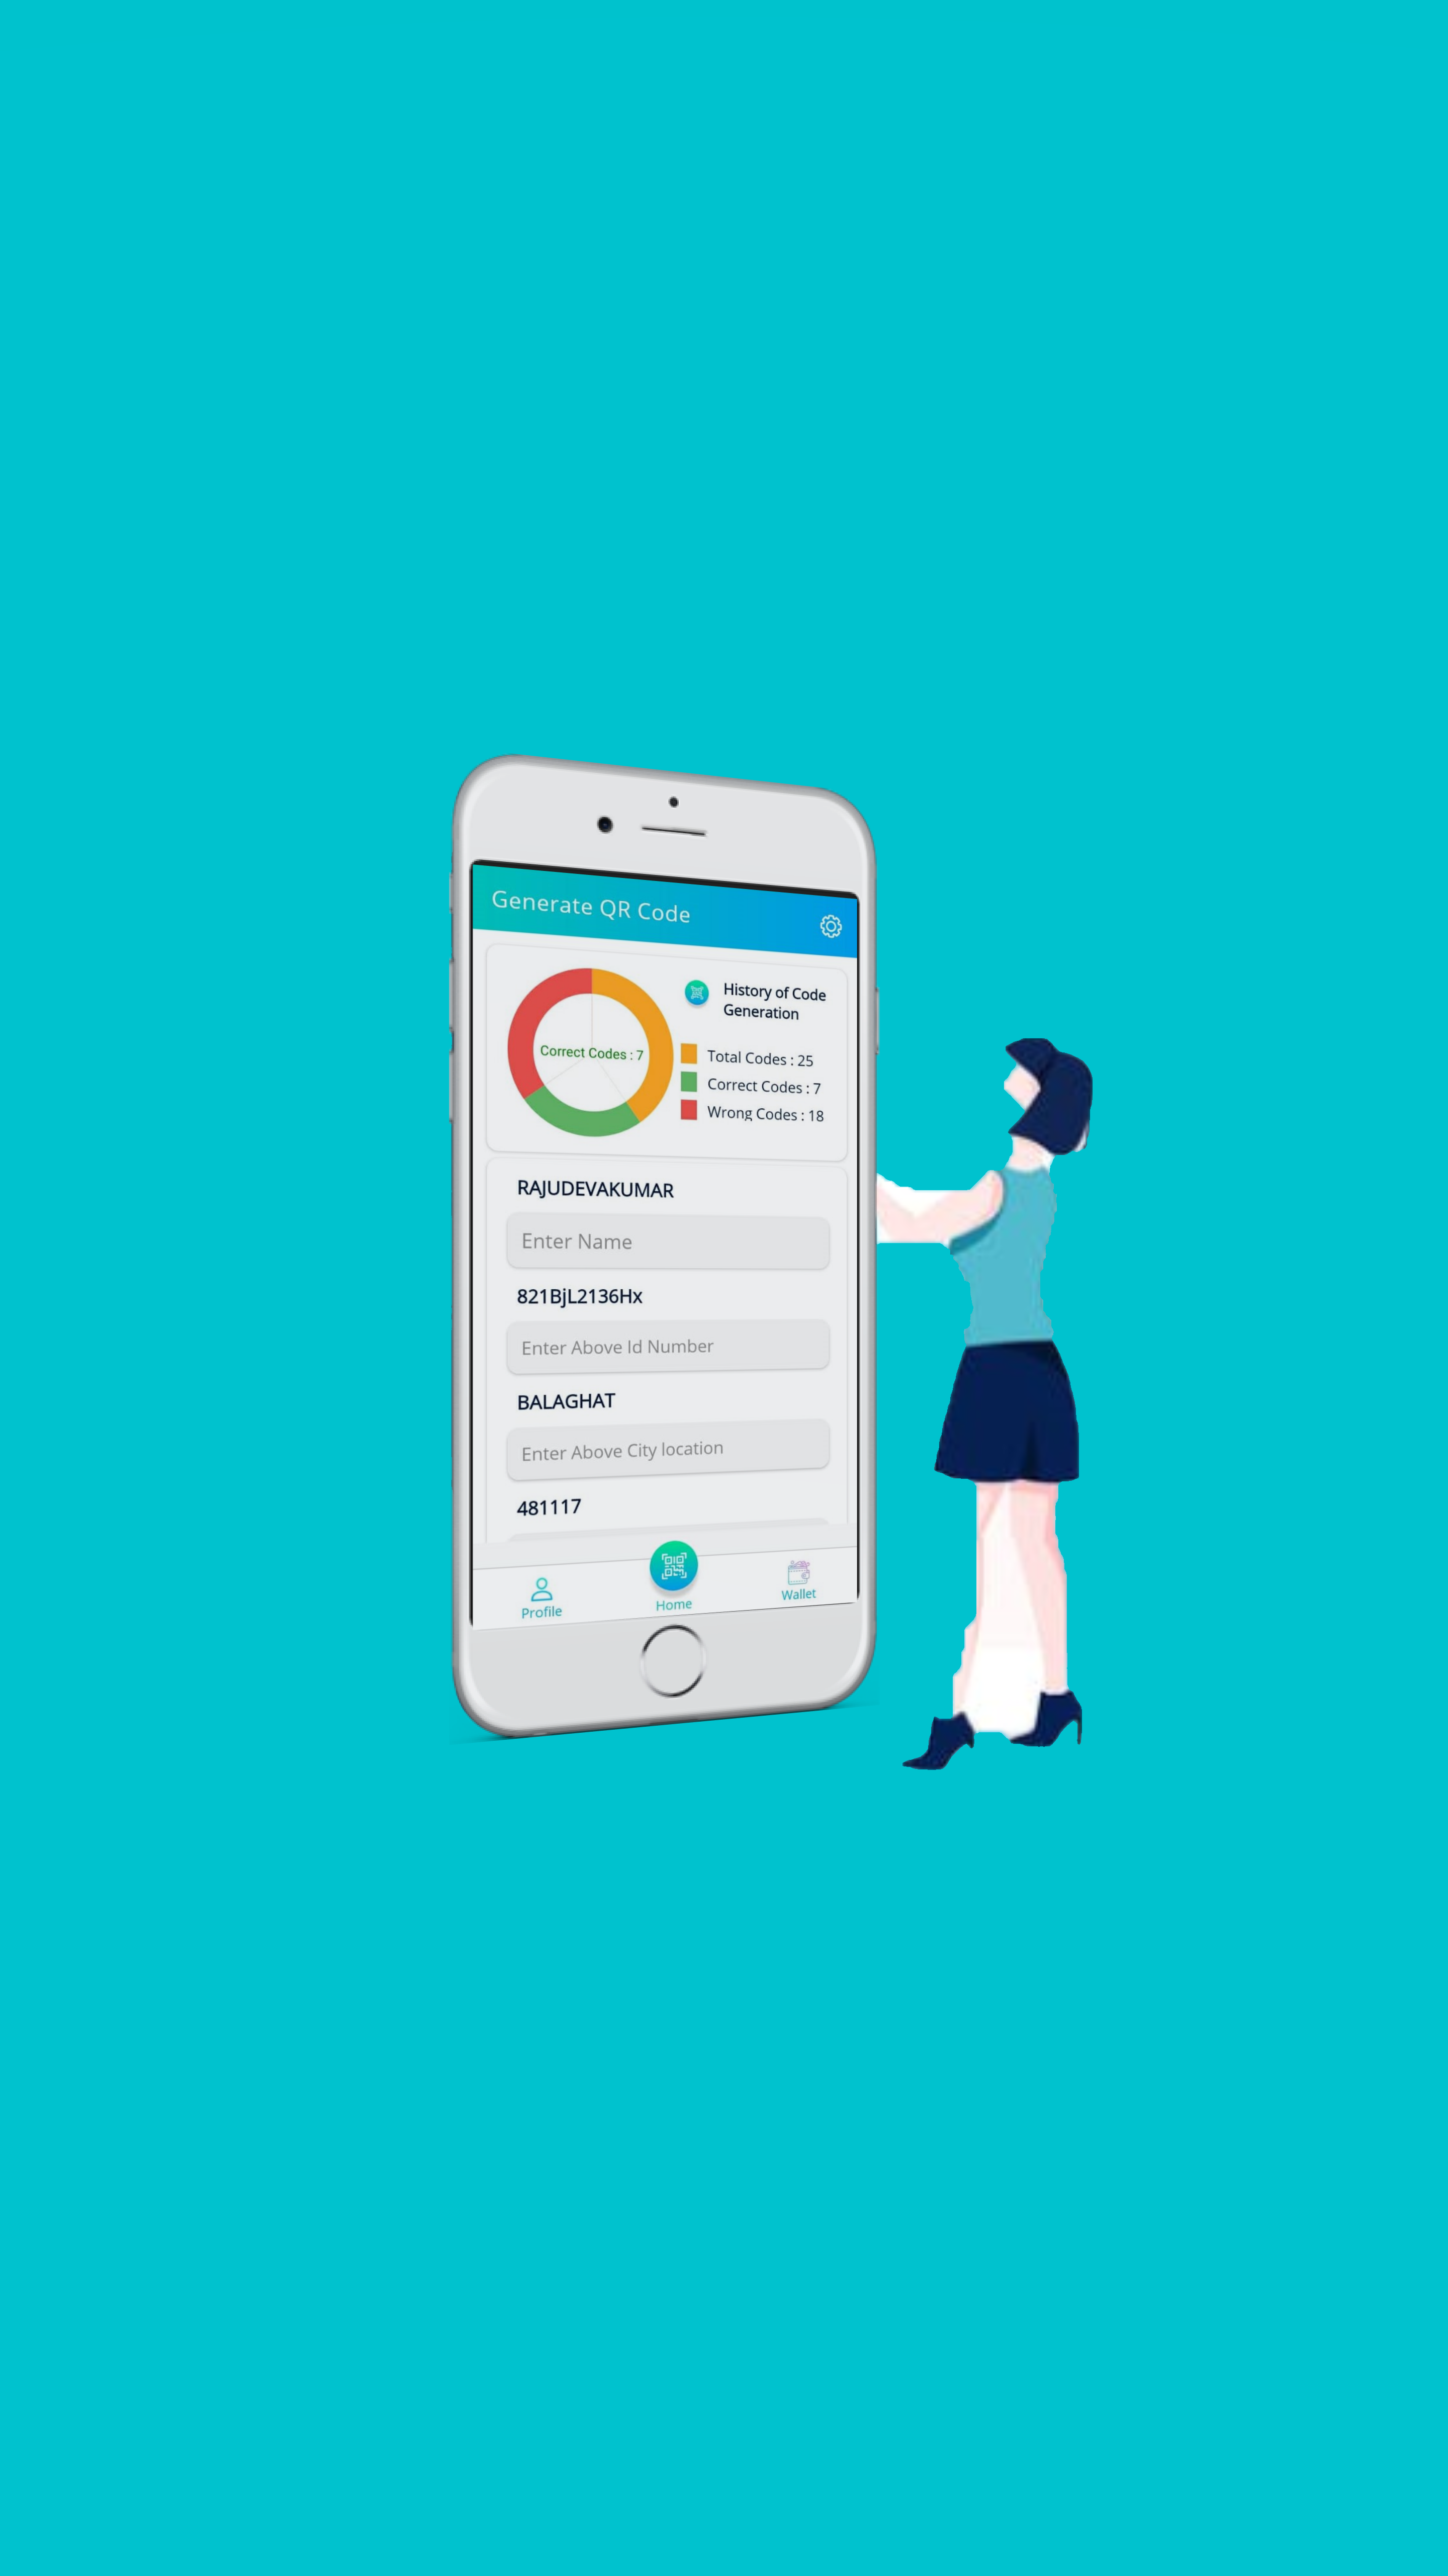 Generate QR Code
History of Code
Generation
Correct Codes : 7
Total Codes : 25
Correct Codes : 7
Wrong Codes : 18
RAJUDEVAKUMAR
Enter Name
821BjL2136Hx
Enter Above Id Number
BALAGHAT
Enter Above City location
481117
Profile
Home
Wallet